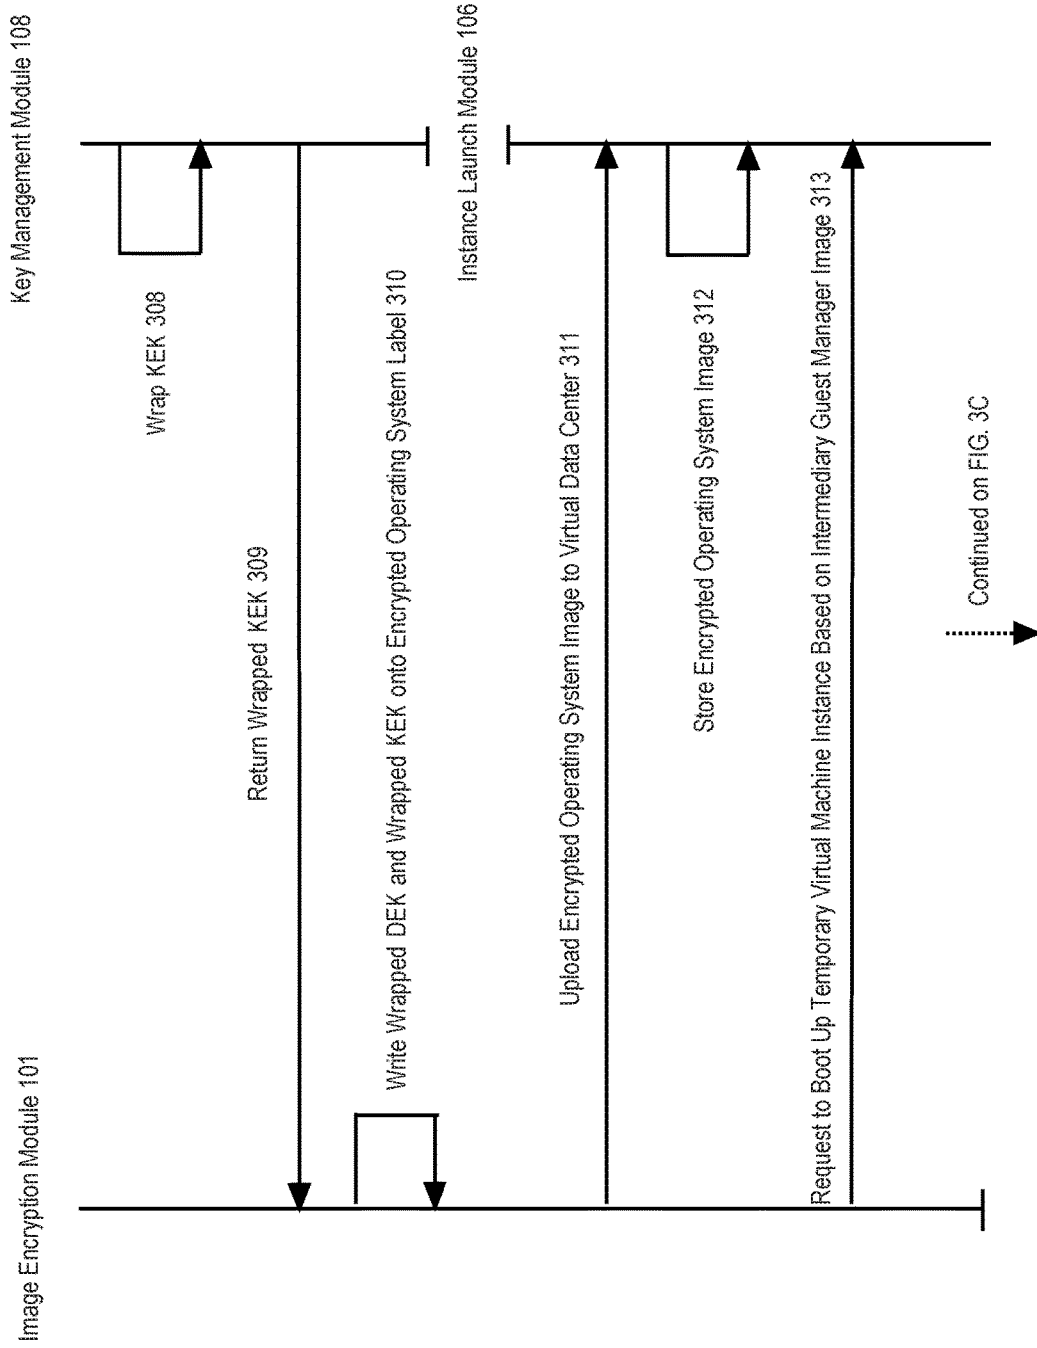 Image Encryption Module 101
Key Management Module 108
Wrap KEK 308
Return Wrapped KEK 309
Write Wrapped DEK and Wrapped KEK onto Encrypted Operating System Label 310
Instance Launch Module 106
Upload Encrypted Operating System Image to Virtual Data Center 311
Store Encrypted Operating System Image 312
Request to Boot Up Temporary Virtual Machine Instance Based on Intermediary Guest Manager Image 313
Continued on FIG. 3C